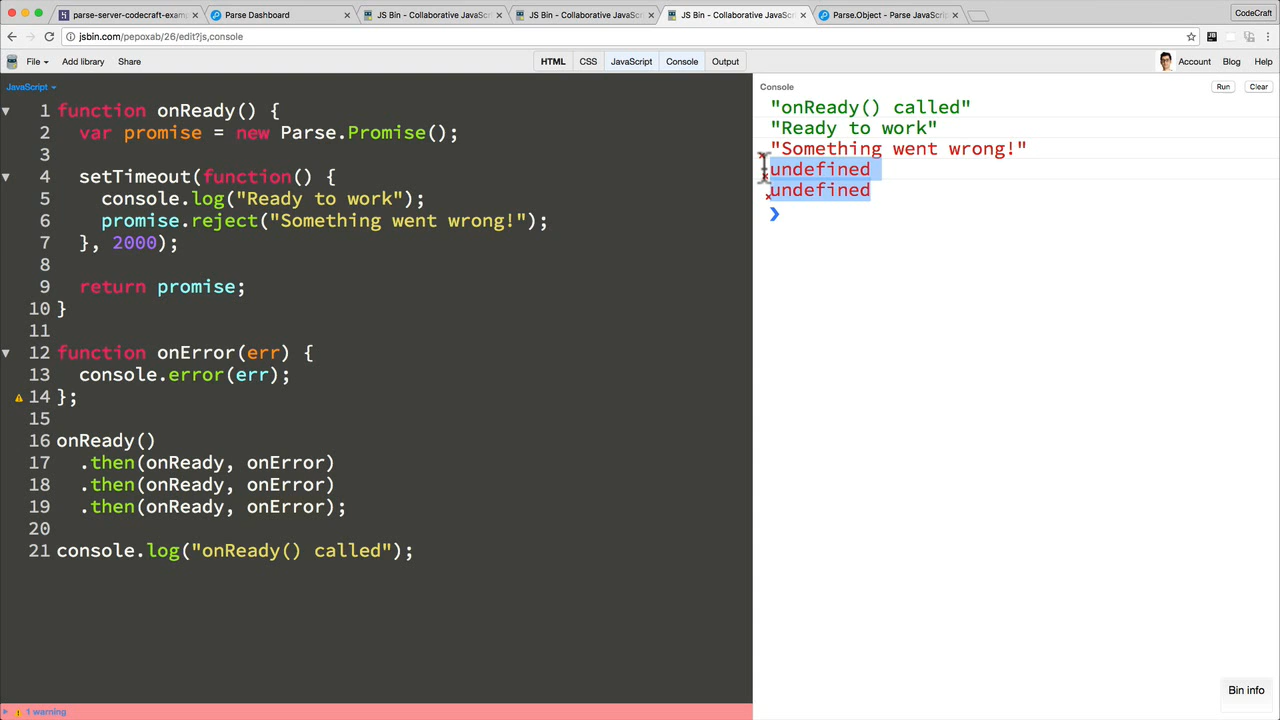 parse-server-codecraft-exam
Parse Dashboard
JS Bin - Collaborative JavaSc
JS Bin - Collaborative JavaSc
JS Bin - Collaborative JavaSc
Parse.Object - Parse JavaScri
CodeCraft
jsbin.com/pepoxab/26/edit?js,console
File
Add library
Share
HTML
CSS
JavaScript
Console
Output
Account
Blog
Help
JavaScript
1 function onReady() {
2 var promise = new Parse.Promise();
3
4 setTimeout(function() {
5 console.log("Ready to work");
6 promise.reject("Something went wrong!");
7 }, 2000);
8
9 return promise;
10 }
11
12 function onError(err) {
13 console.error(err);
14 };
15
16 onReady()
17 .then(onReady, onError)
18 .then(onReady, onError)
19 .then(onReady, onError);
20
21 console.log("onReady() called");
1 warning
Console
Run
Clear
"onReady() called"
"Ready to work"
"Something went wrong!"
undefined
undefined
Bin info